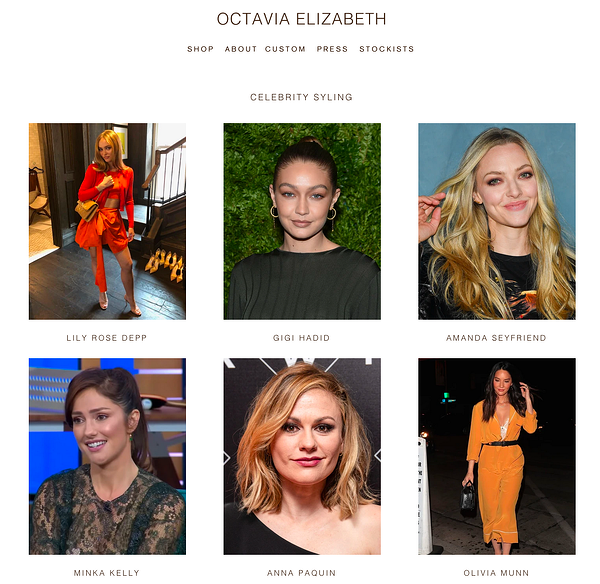 OCTAVIA ELIZABETH
SHOP ABOUT CUSTOM PRESS STOCKISTS
CELEBRITY SYLING
LILY ROSE DEPP GIGI HADID AMANDA SEYFRIEND
MINKA KELLY ANNA PAQUIN OLIVIA MUNN